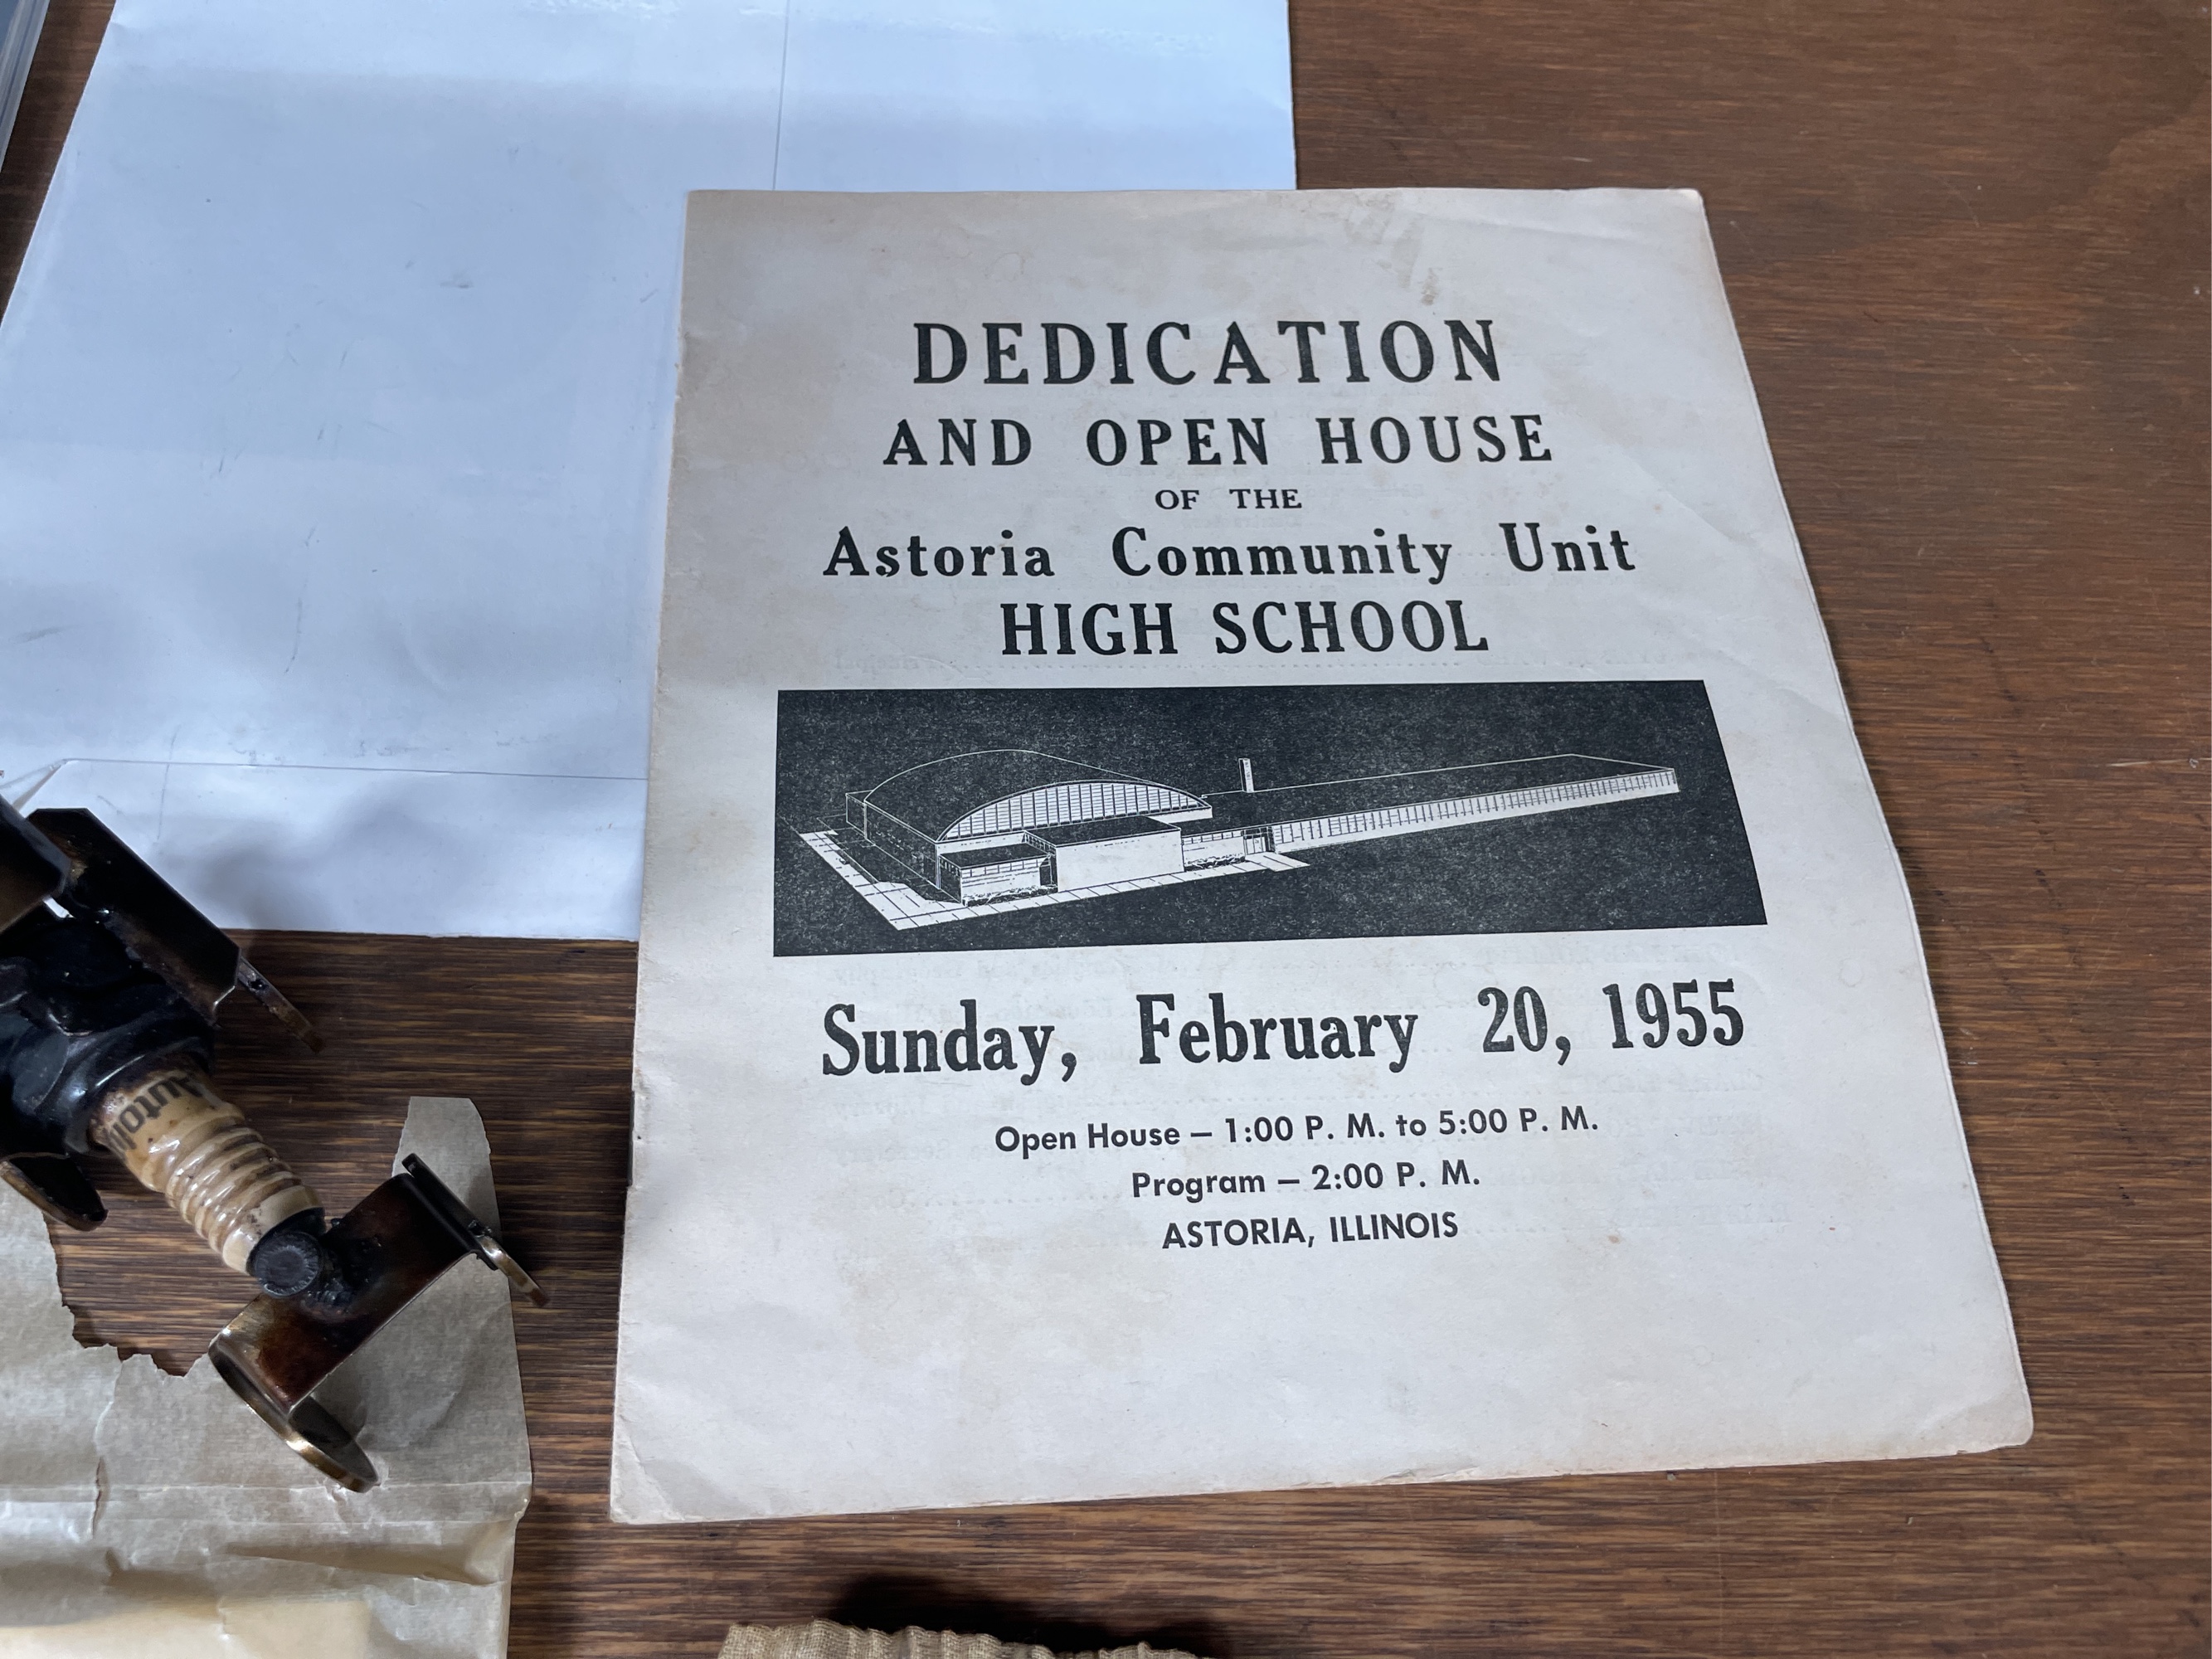 DEDICATION
AND OPEN HOUSE
OF THE
Astoria Community Unit
HIGH SCHOOL
Sunday, February 20, 1955
Open House – 1:00 P. M. to 5:00 P. M.
Program – 2:00 P. M.
ASTORIA, ILLINOIS